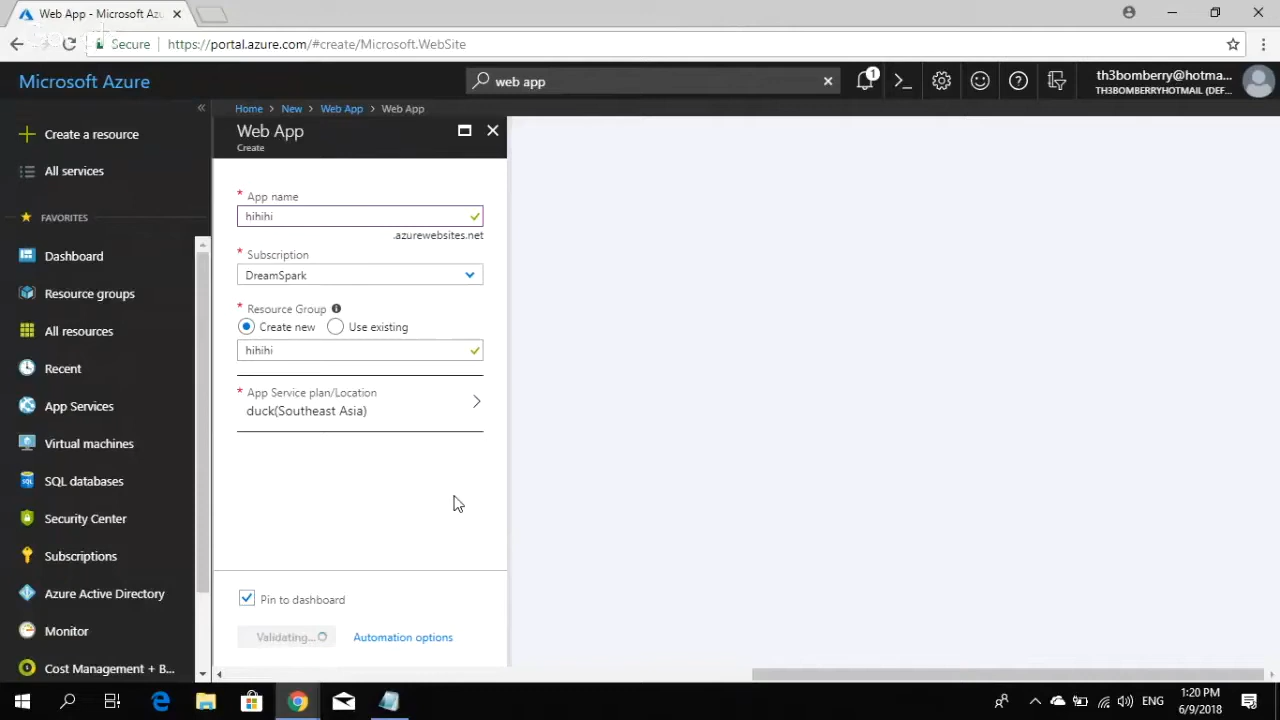 Web App - Microsoft Az
Secure
https://portal.azure.com/#create/Microsoft.WebSite
Microsoft Azure
web app
1
th3bomberry@hotma...
TH3BOMBERRYHOTMAIL (DEF...
Home > New > Web App > Web App
Web App
Create
Create a resource
All services
FAVORITES
Dashboard
Resource groups
All resources
Recent
App Services
Virtual machines
SQL databases
Security Center
Subscriptions
Azure Active Directory
Monitor
Cost Management + B...
* App name
hihihi
.azurewebsites.net
* Subscription
DreamSpark
* Resource Group
Create new
Use existing
hihihi
* App Service plan/Location
duck(Southeast Asia)
Pin to dashboard
Validating...
Automation options
ENG
1:20 PM
6/9/2018